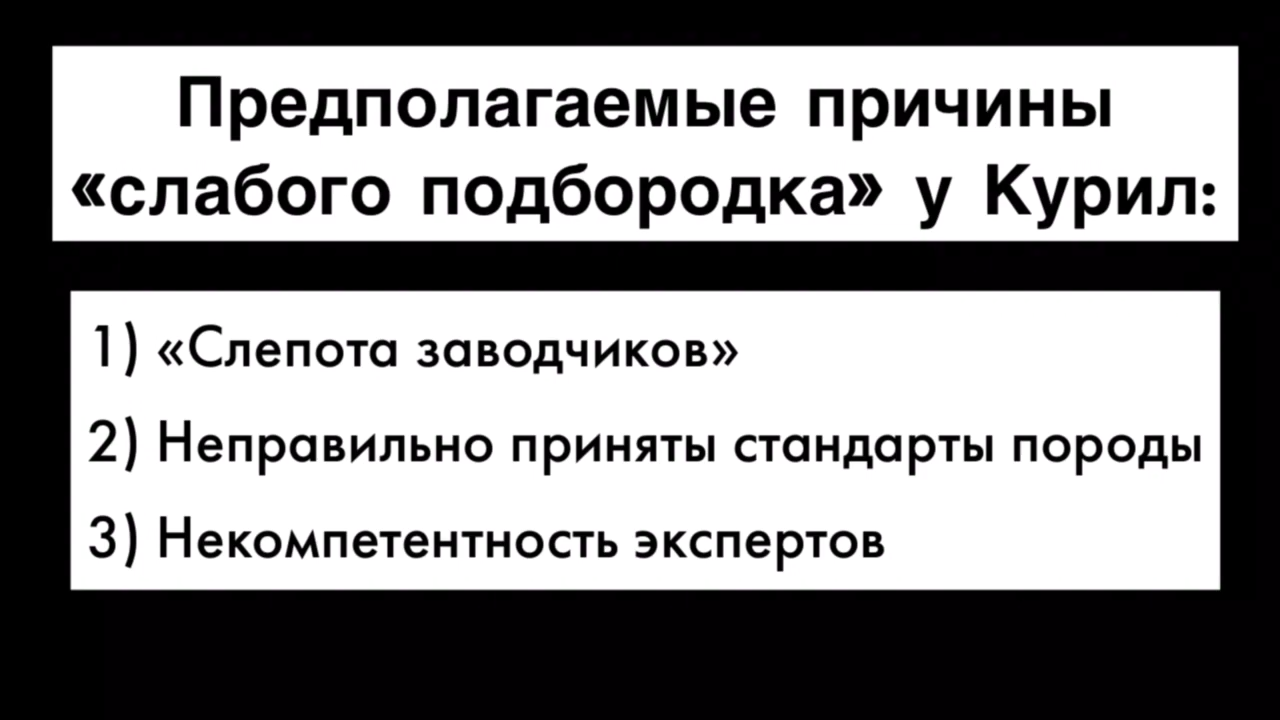 Предполагаемые причины
«слабого подбородка» у Курил:
1) «Слепота заводчиков»
2) Неправильно приняты стандарты породы
3) Некомпетентность экспертов